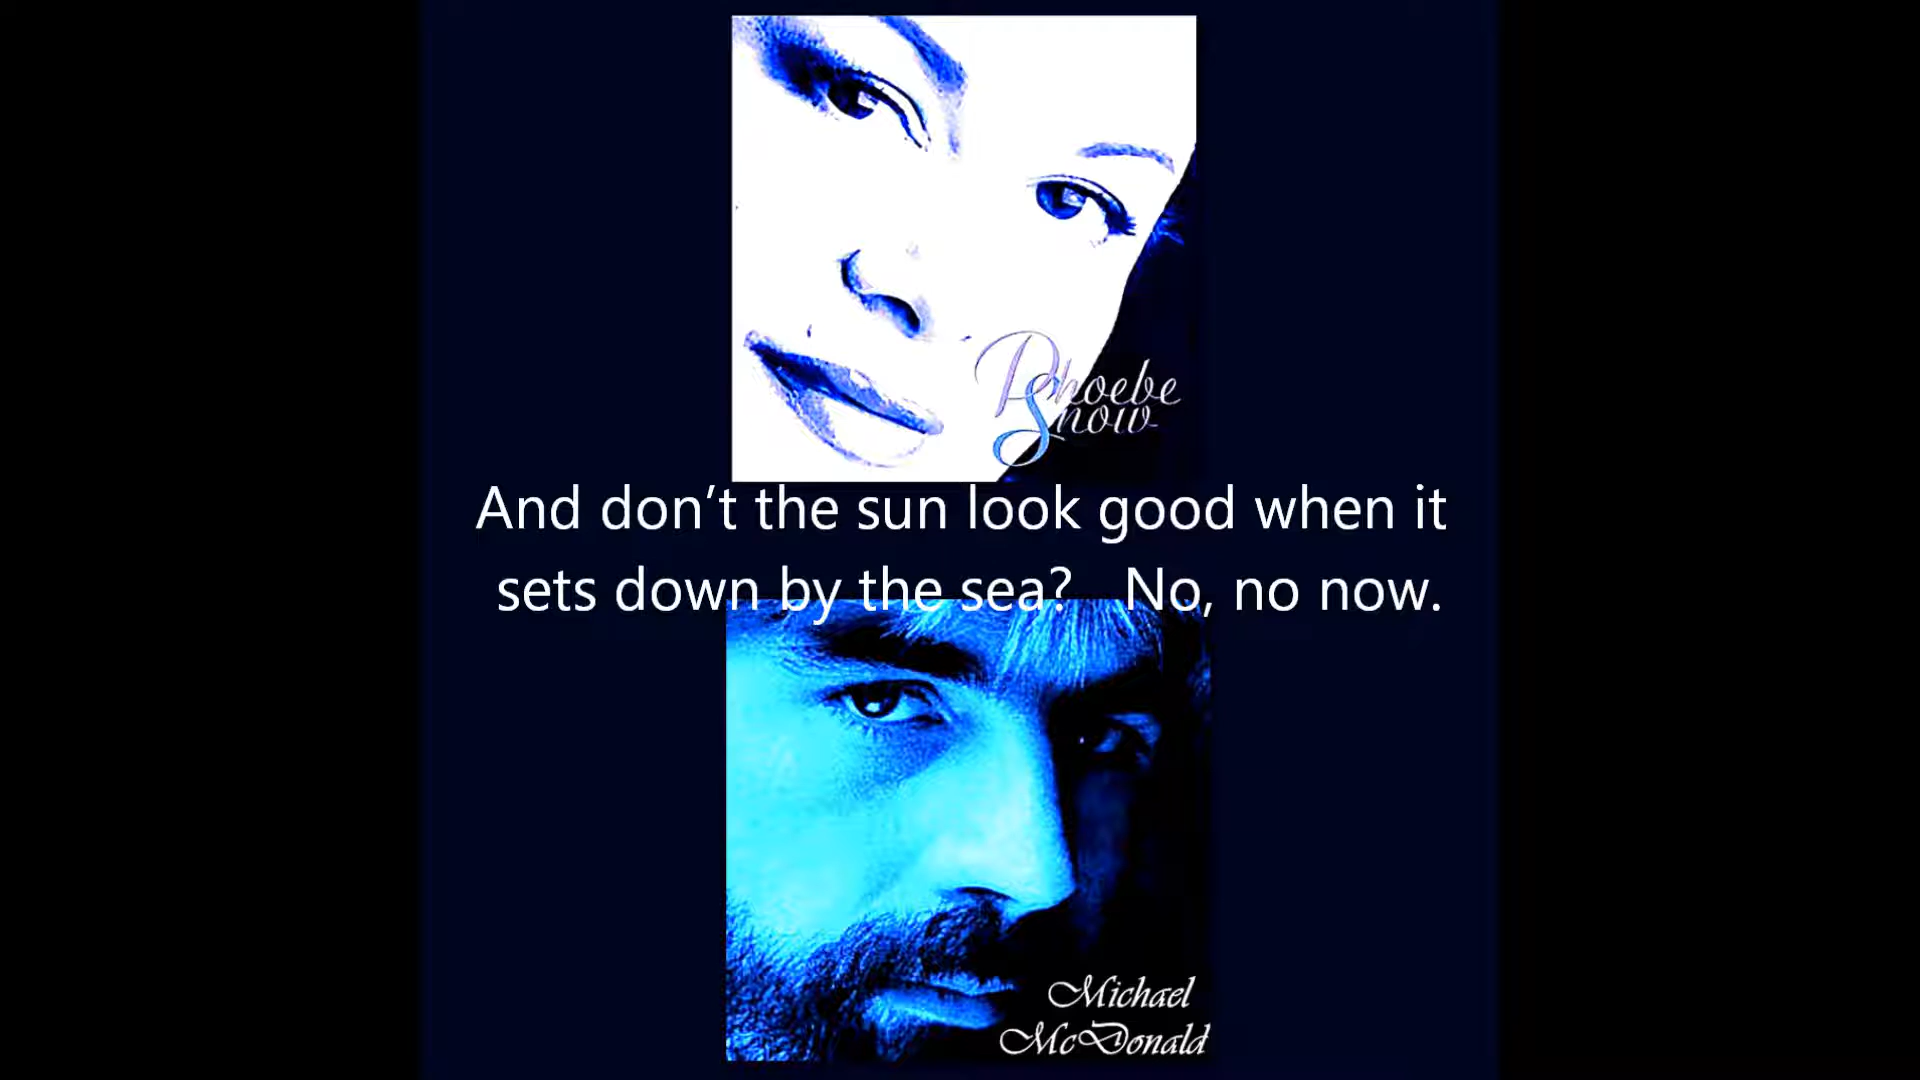 Phoebe
Snow
And don’t the sun look good when it
sets down by the sea?   No, no now.
Michael
McDonald